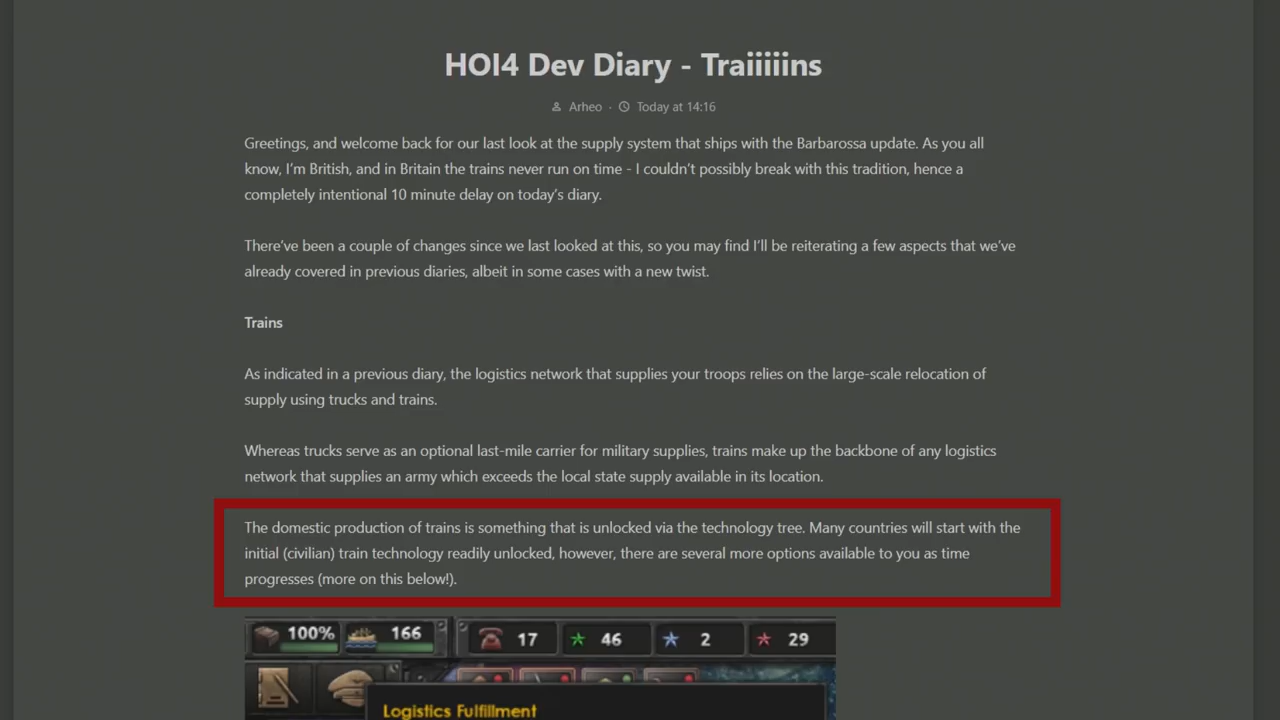 HOI4 Dev Diary - Traiiiiins
Arheo · Today at 14:16
Greetings, and welcome back for our last look at the supply system that ships with the Barbarossa update. As you all
know, I'm British, and in Britain the trains never run on time - I couldn't possibly break with this tradition, hence a
completely intentional 10 minute delay on today's diary.
There've been a couple of changes since we last looked at this, so you may find I'll be reiterating a few aspects that we've
already covered in previous diaries, albeit in some cases with a new twist.
Trains
As indicated in a previous diary, the logistics network that supplies your troops relies on the large-scale relocation of
supply using trucks and trains.
Whereas trucks serve as an optional last-mile carrier for military supplies, trains make up the backbone of any logistics
network that supplies an army which exceeds the local state supply available in its location.
The domestic production of trains is something that is unlocked via the technology tree. Many countries will start with the
initial (civilian) train technology readily unlocked, however, there are several more options available to you as time
progresses (more on this below!).
100% 166 17 46 2 29
Logistics Fulfillment